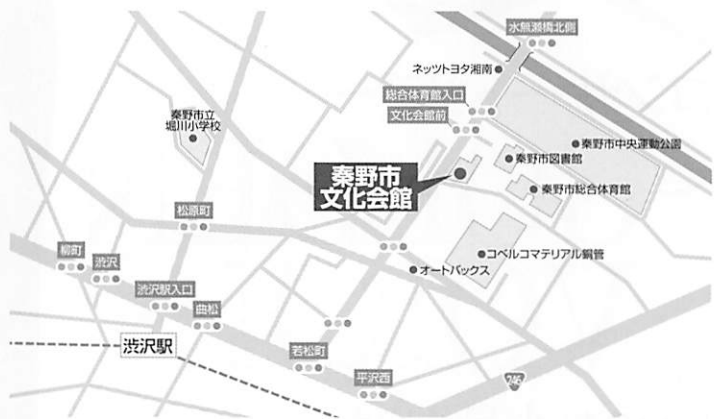 水無瀬橋北側
ネッツトヨタ湘南
総合体育館入口
文化会館前
秦野市立
堀川小学校
秦野市中央運動公園
秦野市図書館
秦野市
文化会館
秦野市総合体育館
松原町
柳町
渋沢
コベルコマテリアル銅管
オートバックス
渋沢駅入口
曲松
渋沢駅
若松町
平沢西
246